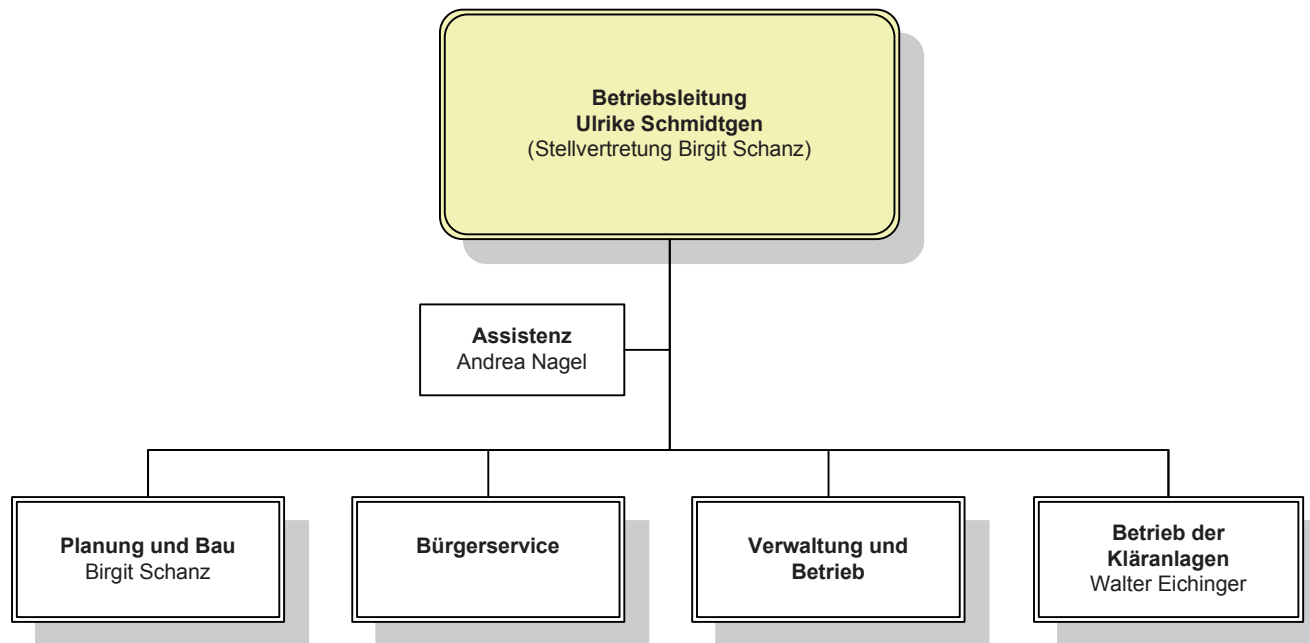 Betriebsleitung
Ulrike Schmidtgen
(Stellvertretung Birgit Schanz)
Assistenz
Andrea Nagel
Planung und Bau
Birgit Schanz
Bürgerservice
Verwaltung und
Betrieb
Betrieb der
Kläranlagen
Walter Eichinger